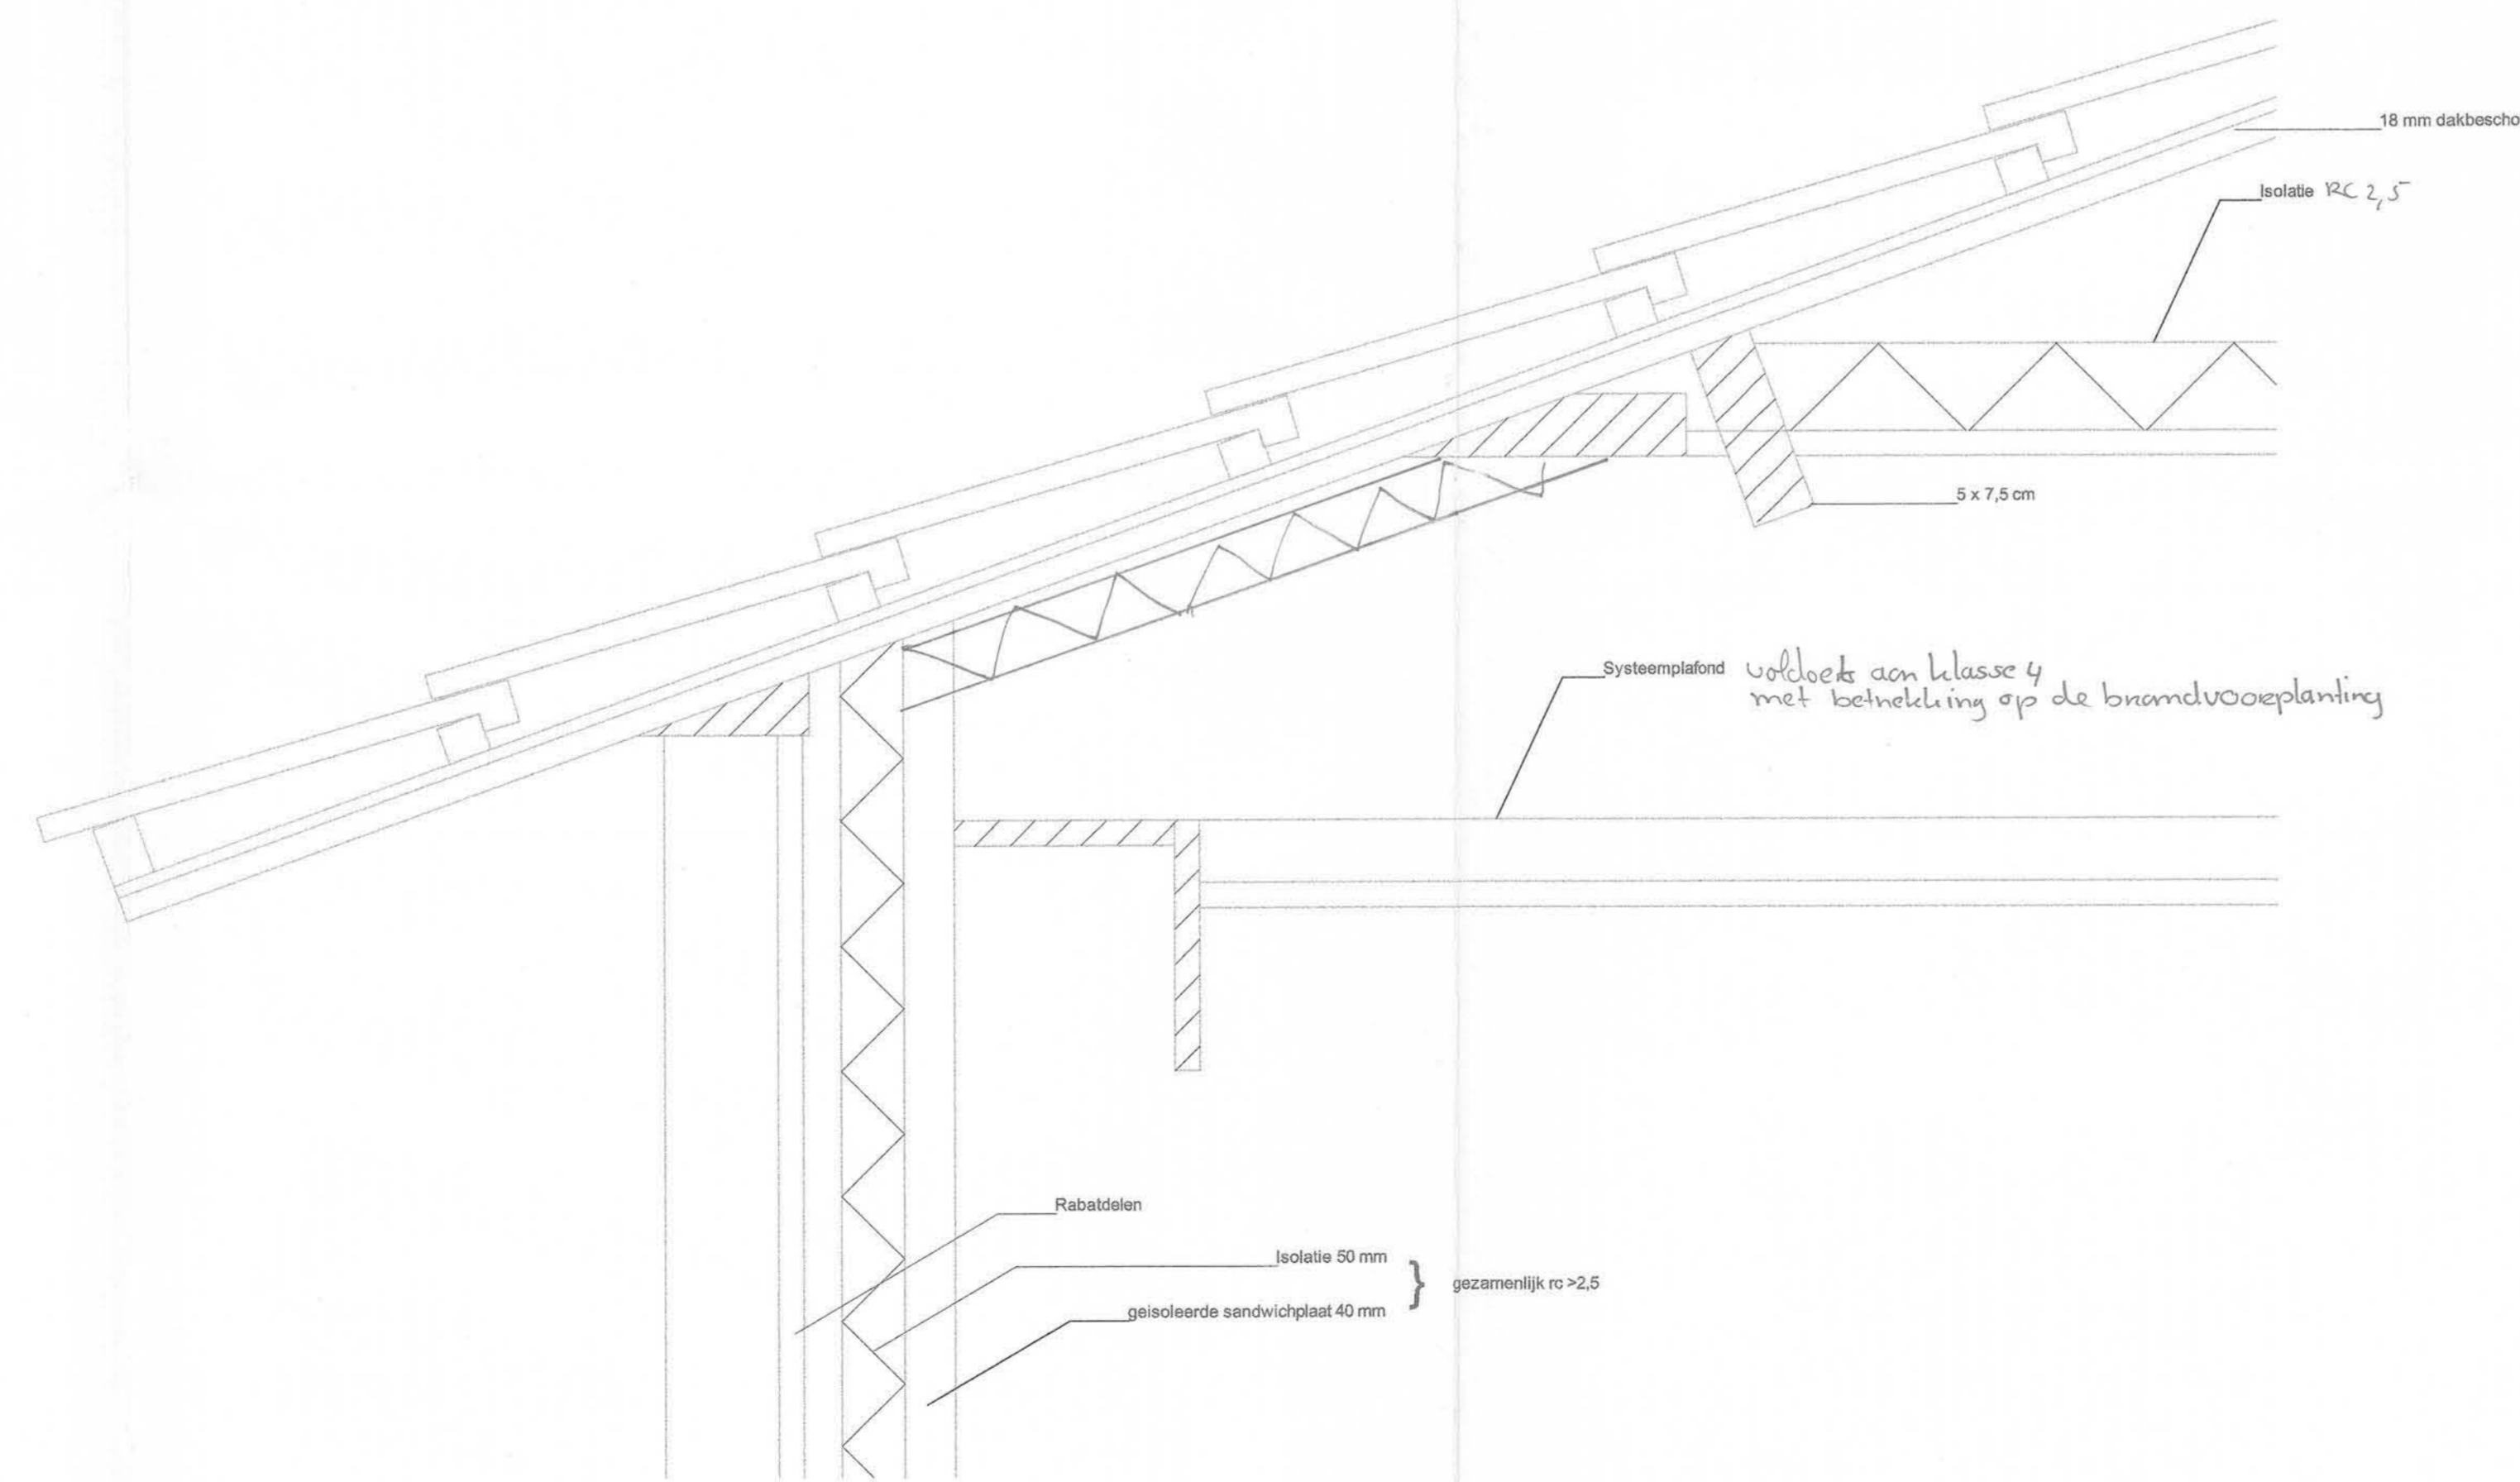 18 mm dakbescho
Isolatie RC 2,5
5 x 7,5 cm
Systeemplafond voldoet aan klasse 4
met betrekking op de brandvoorplanting
Rabatdelen
Isolatie 50 mm
} gezamenlijk rc >2,5
geisoleerde sandwichplaat 40 mm